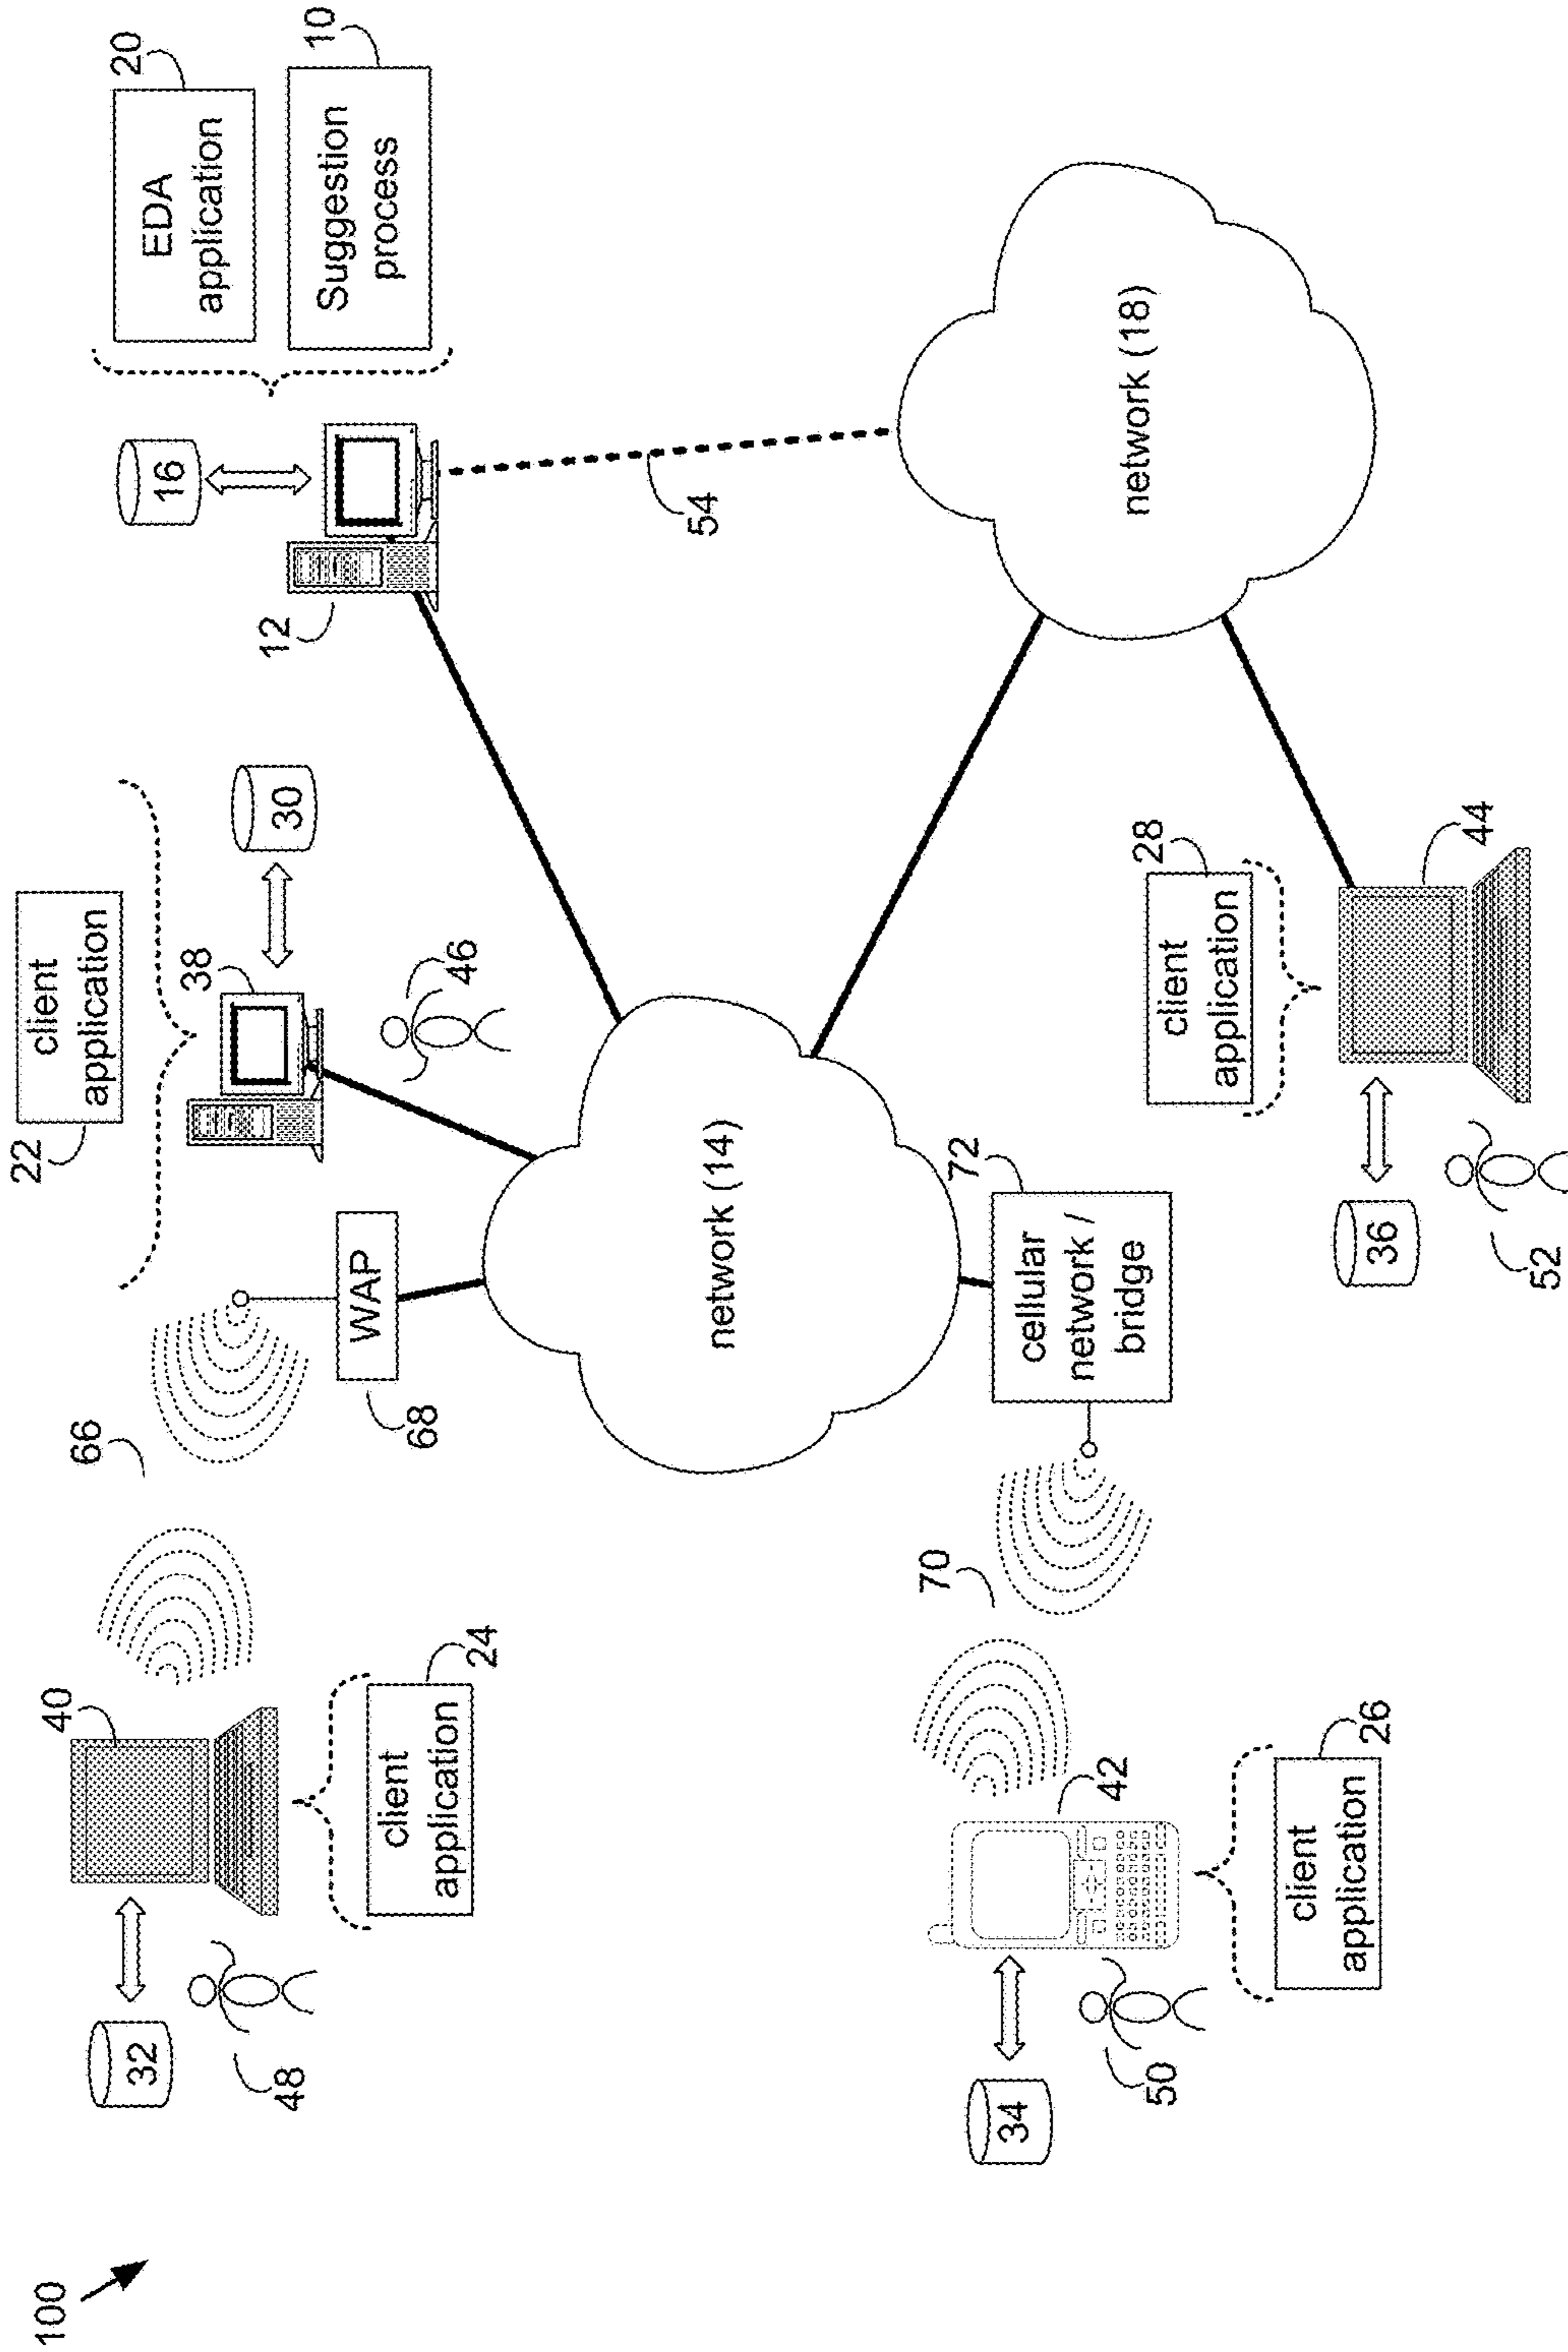 100
32
48
40
client
application
24
66
WAP
68
client
application
22
38
30
46
16
12
EDA
application
20
Suggestion
process
10
54
network (14)
network (18)
34
50
42
client
application
26
70
cellular
network /
bridge
72
client
application
28
44
36
52